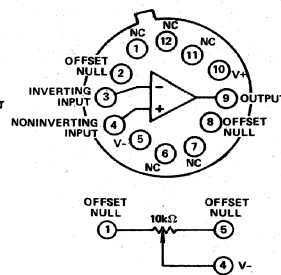 NC
NC
NC
1
12
11
OFFSET
NULL
2
10
V+
INVERTING
INPUT
3
−
9
OUTPUT
NONINVERTING
INPUT
4
+
8
OFFSET
NULL
V−
5
6
7
NC
NC
OFFSET
NULL
OFFSET
NULL
10kΩ
1
5
4
V−